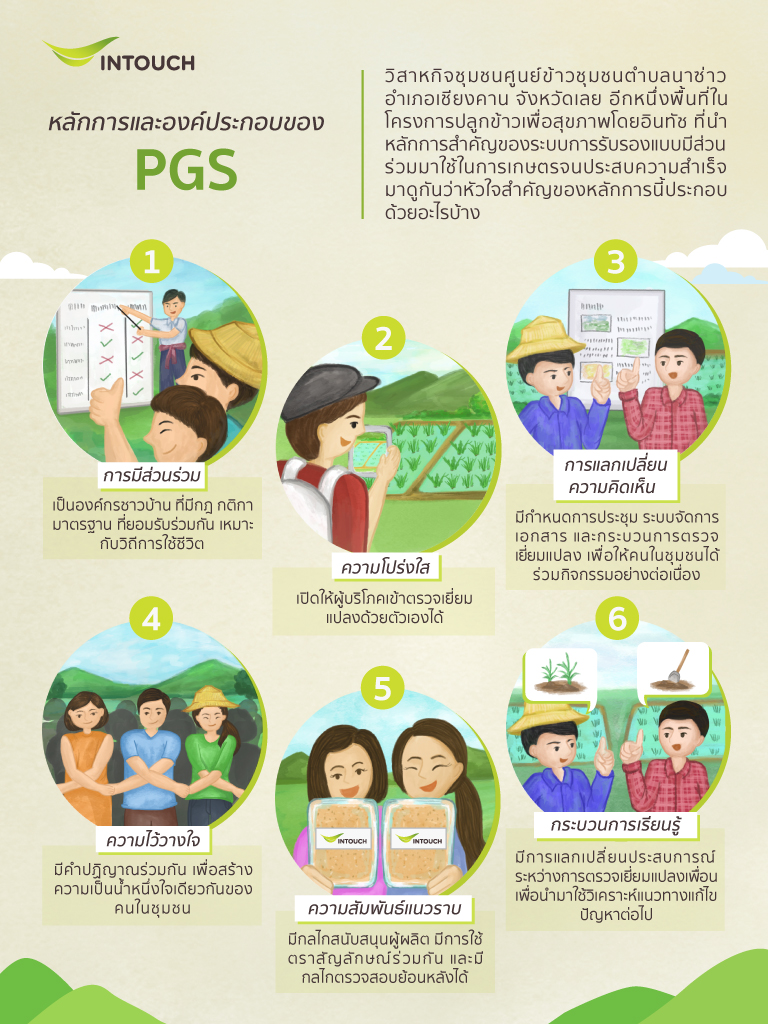 INTOUCH
หลักการและองค์ประกอบของ
PGS
วิสาหกิจชุมชนศูนย์ข้าวชุมชนตำบลนาซ่าว
อำเภอเชียงคาน จังหวัดเลย อีกหนึ่งพื้นที่ใน
โครงการปลูกข้าวเพื่อสุขภาพโดยอินทัช ที่นำ
หลักการสำคัญของระบบการรับรองแบบมีส่วน
ร่วมมาใช้ในการเกษตรจนประสบความสำเร็จ
มาดูกันว่าหัวใจสำคัญของหลักการนี้ประกอบ
ด้วยอะไรบ้าง
1
การมีส่วนร่วม
เป็นองค์กรชาวบ้าน ที่มีกฎ กติกา
มาตรฐาน ที่ยอมรับร่วมกัน เหมาะ
กับวิถีการใช้ชีวิต
2
ความโปร่งใส
เปิดให้ผู้บริโภคเข้าตรวจเยี่ยม
แปลงด้วยตัวเองได้
3
การแลกเปลี่ยน
ความคิดเห็น
มีกำหนดการประชุม ระบบจัดการ
เอกสาร และกระบวนการตรวจ
เยี่ยมแปลง เพื่อให้คนในชุมชนได้
ร่วมกิจกรรมอย่างต่อเนื่อง
4
ความไว้วางใจ
มีคำปฏิญาณร่วมกัน เพื่อสร้าง
ความเป็นน้ำหนึ่งใจเดียวกันของ
คนในชุมชน
5
INTOUCH
INTOUCH
ความสัมพันธ์แนวราบ
มีกลไกสนับสนุนผู้ผลิต มีการใช้
ตราสัญลักษณ์ร่วมกัน และมี
กลไกตรวจสอบย้อนหลังได้
6
กระบวนการเรียนรู้
มีการแลกเปลี่ยนประสบการณ์
ระหว่างการตรวจเยี่ยมแปลงเพื่อน
เพื่อนำมาใช้วิเคราะห์แนวทางแก้ไข
ปัญหาต่อไป